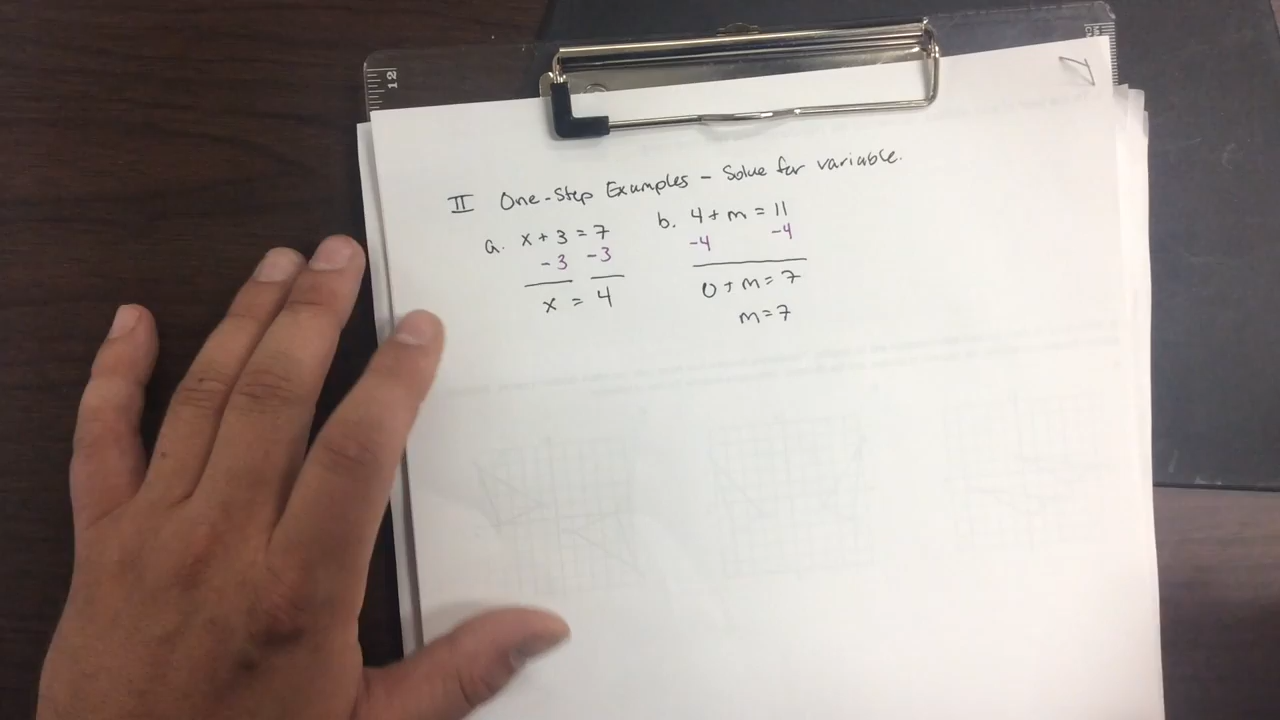 II One-Step Examples - Solve for variable.
a. x + 3 = 7
-3 -3
x = 4
b. 4 + m = 11
-4 -4
0 + m = 7
m = 7
12